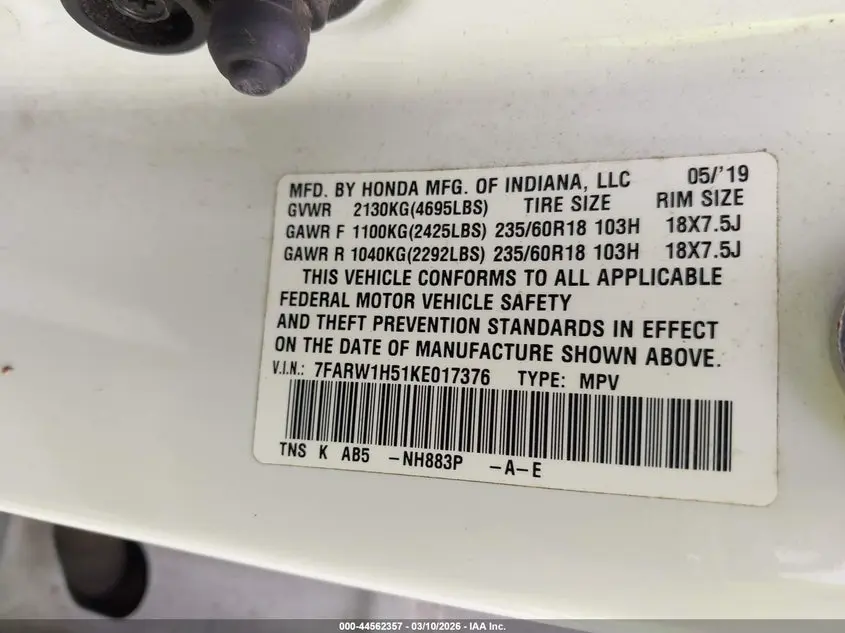 MFD. BY HONDA MFG. OF INDIANA, LLC 05/'19
GVWR 2130KG(4695LBS) TIRE SIZE RIM SIZE
GAWR F 1100KG(2425LBS) 235/60R18 103H 18X7.5J
GAWR R 1040KG(2292LBS) 235/60R18 103H 18X7.5J
THIS VEHICLE CONFORMS TO ALL APPLICABLE
FEDERAL MOTOR VEHICLE SAFETY
AND THEFT PREVENTION STANDARDS IN EFFECT
ON THE DATE OF MANUFACTURE SHOWN ABOVE.
V.I.N.: 7FARW1H51KE017376 TYPE: MPV
TNS K AB5 -NH883P -A-E
000-44562357 - 03/10/2026 - IAA Inc.